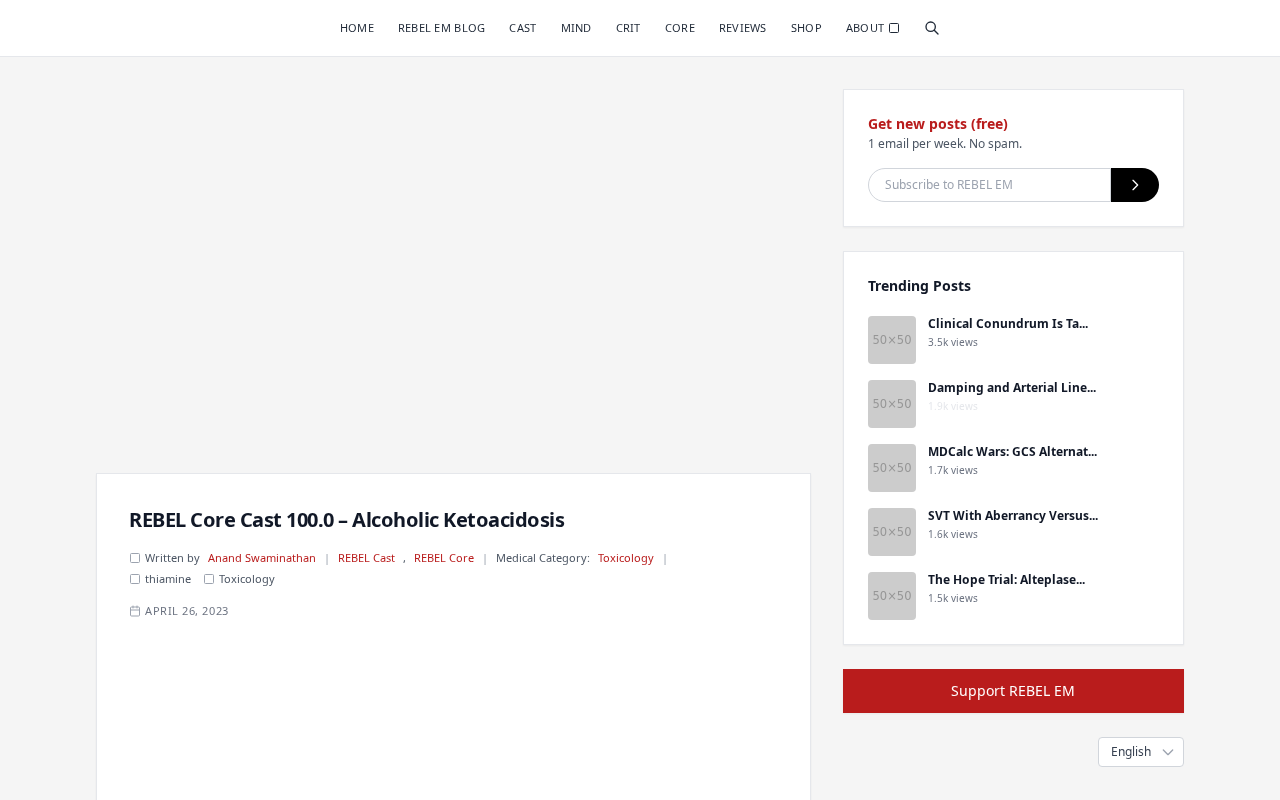 HOME REBEL EM BLOG CAST MIND CRIT CORE REVIEWS SHOP ABOUT
REBEL Core Cast 100.0 – Alcoholic Ketoacidosis
Written by Anand Swaminathan | REBEL Cast , REBEL Core | Medical Category: Toxicology |
thiamine Toxicology
APRIL 26, 2023
Get new posts (free)
1 email per week. No spam.
Subscribe to REBEL EM
Trending Posts
50×50
Clinical Conundrum Is Ta...
3.5k views
50×50
Damping and Arterial Line...
1.9k views
50×50
MDCalc Wars: GCS Alternat...
1.7k views
50×50
SVT With Aberrancy Versus...
1.6k views
50×50
The Hope Trial: Alteplase...
1.5k views
Support REBEL EM
English